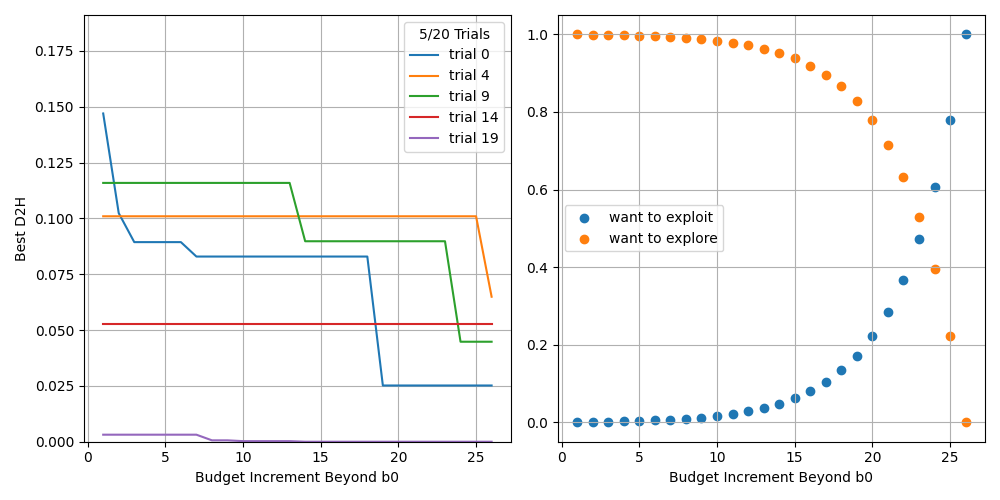 5/20 Trials
trial 0
trial 4
trial 9
trial 14
trial 19
Best D2H
0.175
0.150
0.125
0.100
0.075
0.050
0.025
0.000
0 5 10 15 20 25
Budget Increment Beyond b0
1.0
0.8
0.6
0.4
0.2
0.0
want to exploit
want to explore
0 5 10 15 20 25
Budget Increment Beyond b0